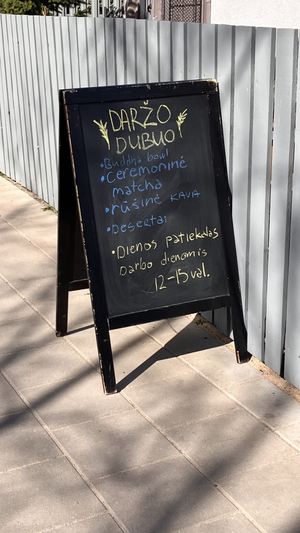 DARŽO
DUBUO
•Buddha bowl
•Ceremoninė
matcha
•rūšinė KAVA
•Desertai
•Dienos patiekalas
Darbo dienomis
12-15 val.